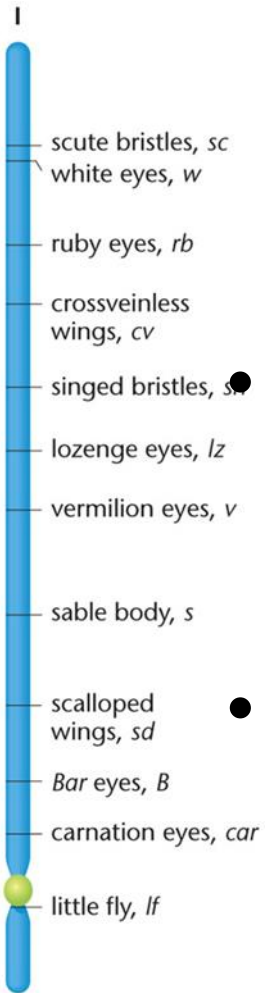 I
scute bristles, sc
white eyes, w
ruby eyes, rb
crossveinless
wings, cv
singed bristles,
lozenge eyes, lz
vermilion eyes, v
sable body, s
scalloped
wings, sd
Bar eyes, B
carnation eyes, car
little fly, lf